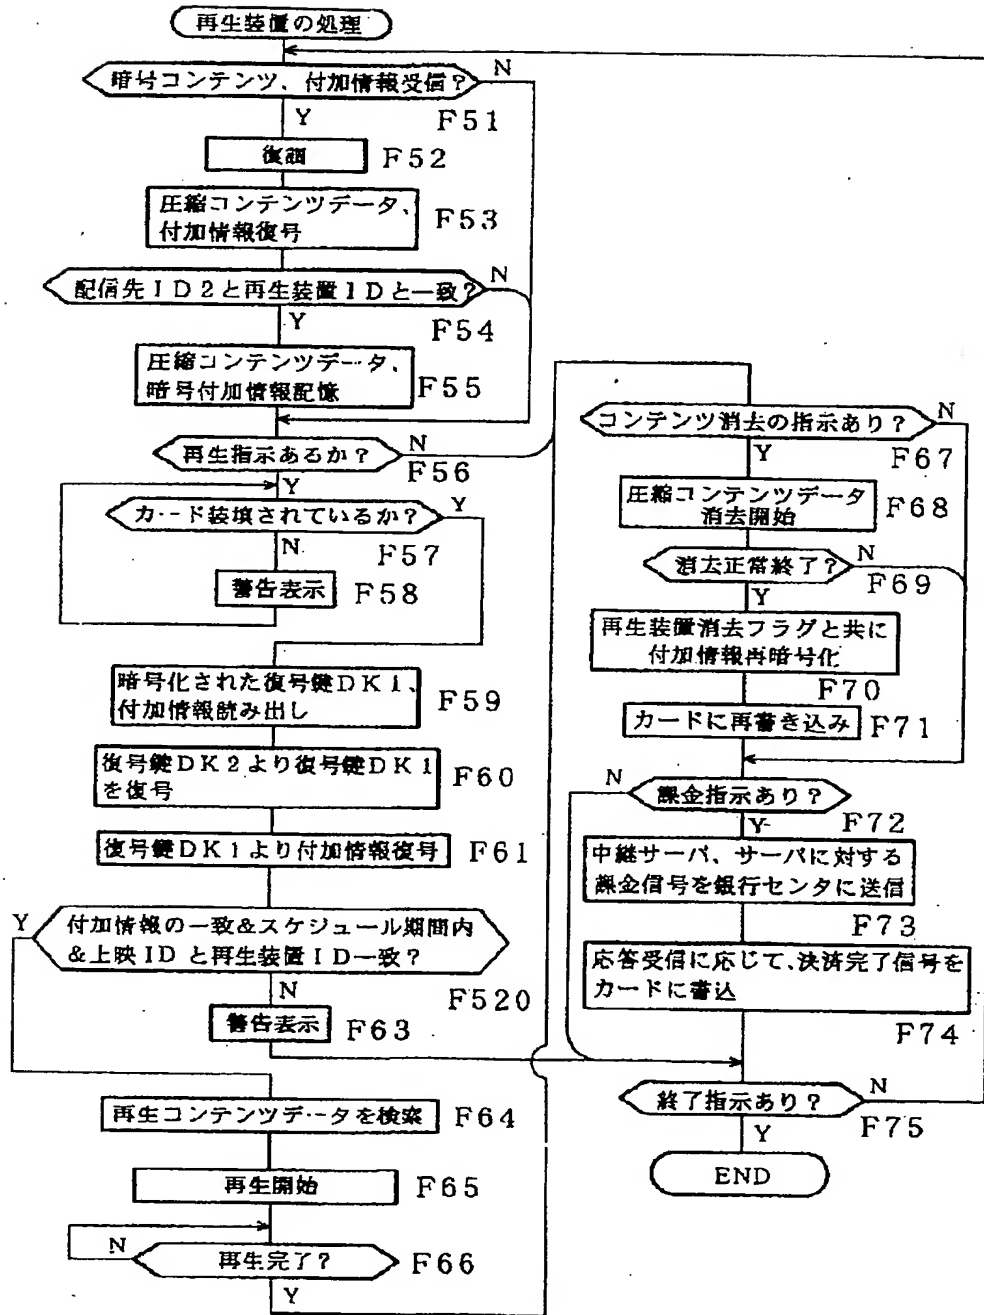 再生装置の処理
暗号コンテンツ、付加情報受信?
N
Y
F51
復調
F52
圧縮コンテンツデータ、
付加情報復号
F53
配信先ID2と再生装置IDと一致?
N
Y
F54
圧縮コンテンツデータ、
暗号付加情報記憶
F55
再生指示あるか?
N
Y
F56
カード装填されているか?
Y
N
F57
警告表示
F58
暗号化された復号鍵DK1、
付加情報読み出し
F59
復号鍵DK2より復号鍵DK1
を復号
F60
復号鍵DK1より付加情報復号
F61
Y
付加情報の一致&スケジュール期間内
&上映IDと再生装置ID一致?
N
F520
警告表示
F63
再生コンテンツデータを検索
F64
再生開始
F65
N
再生完了?
F66
Y
コンテンツ消去の指示あり?
N
Y
F67
圧縮コンテンツデータ
消去開始
F68
消去正常終了?
N
Y
F69
再生装置消去フラグと共に
付加情報再暗号化
F70
カードに再書き込み
F71
N
課金指示あり?
Y
F72
中継サーバ、サーバに対する
課金信号を銀行センタに送信
F73
応答受信に応じて、決済完了信号を
カードに書込
F74
終了指示あり?
N
Y
F75
END